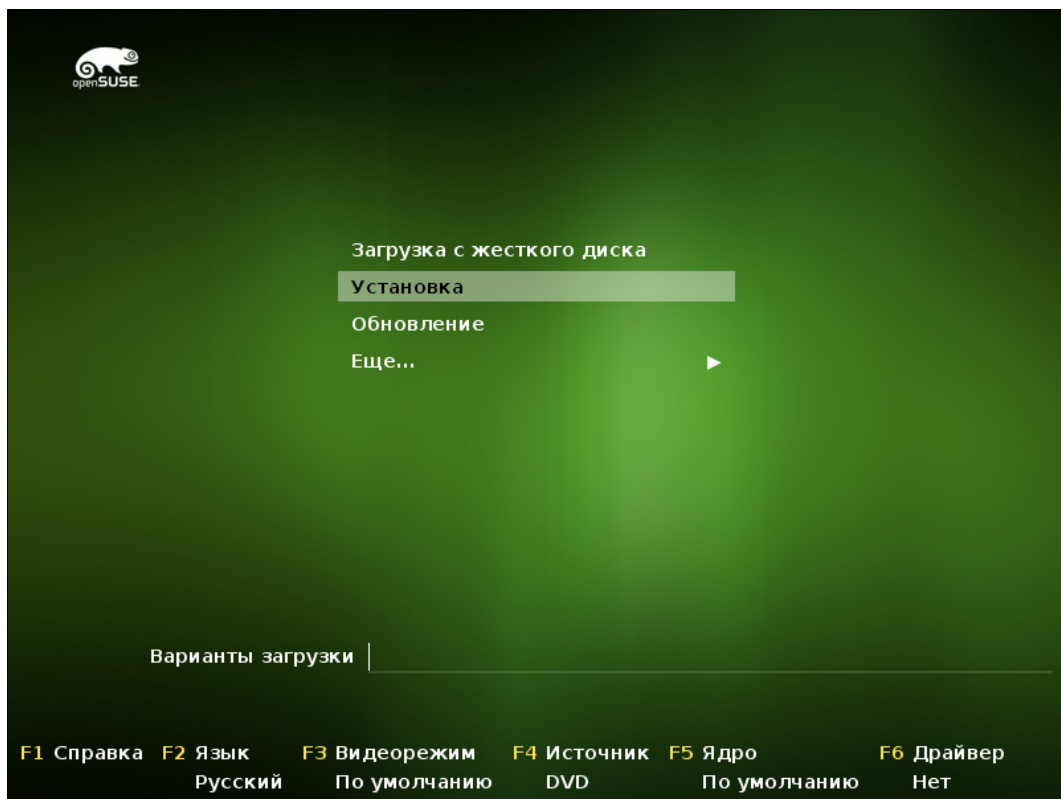 openSUSE
Загрузка с жесткого диска
Установка
Обновление
Еще...
Варианты загрузки
F1 Справка F2 Язык F3 Видеорежим F4 Источник F5 Ядро F6 Драйвер
Русский По умолчанию DVD По умолчанию Нет